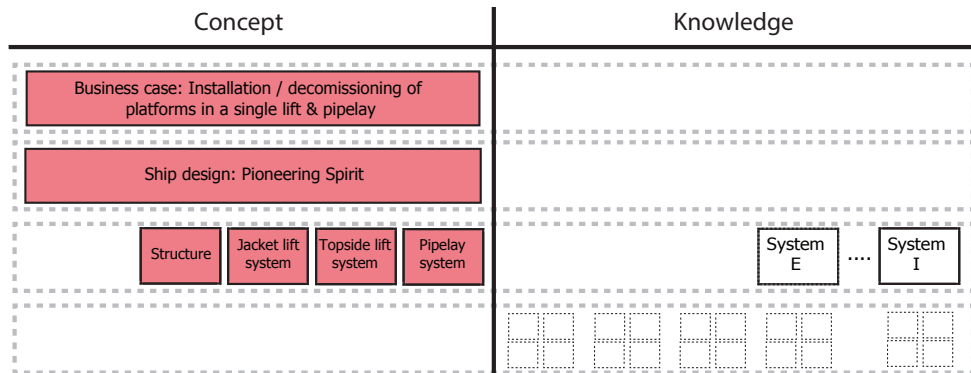 Concept
Knowledge
Business case: Installation / decomissioning of
platforms in a single lift & pipelay
Ship design: Pioneering Spirit
Structure
Jacket lift
system
Topside lift
system
Pipelay
system
System
E
....
System
I